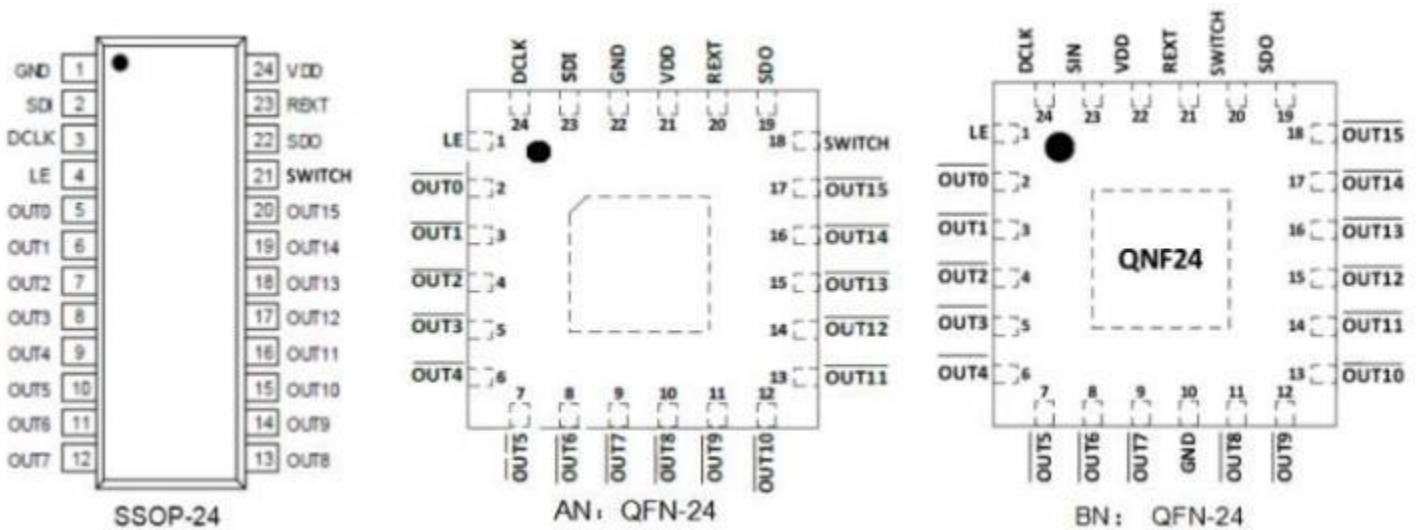 GND 1 24 VDD
SDI 2 23 REXT
DCLK 3 22 SDO
LE 4 21 SWITCH
OUT0 5 20 OUT15
OUT1 6 19 OUT14
OUT2 7 18 OUT13
OUT3 8 17 OUT12
OUT4 9 16 OUT11
OUT5 10 15 OUT10
OUT6 11 14 OUT9
OUT7 12 13 OUT8
SSOP-24
DCLK SDI GND VDD REXT SDO
24 23 22 21 20 19
LE 1 18 SWITCH
OUT0 2 17 OUT15
OUT1 3 16 OUT14
OUT2 4 15 OUT13
OUT3 5 14 OUT12
OUT4 6 13 OUT11
7 8 9 10 11 12
OUT5 OUT6 OUT7 OUT8 OUT9 OUT10
AN: QFN-24
DCLK SIN VDD REXT SWITCH SDO
24 23 22 21 20 19
LE 1 18 OUT15
OUT0 2 17 OUT14
OUT1 3 16 OUT13
QNF24
OUT2 4 15 OUT12
OUT3 5 14 OUT11
OUT4 6 13 OUT10
7 8 9 10 11 12
OUT5 OUT6 OUT7 GND OUT8 OUT9
BN: QFN-24